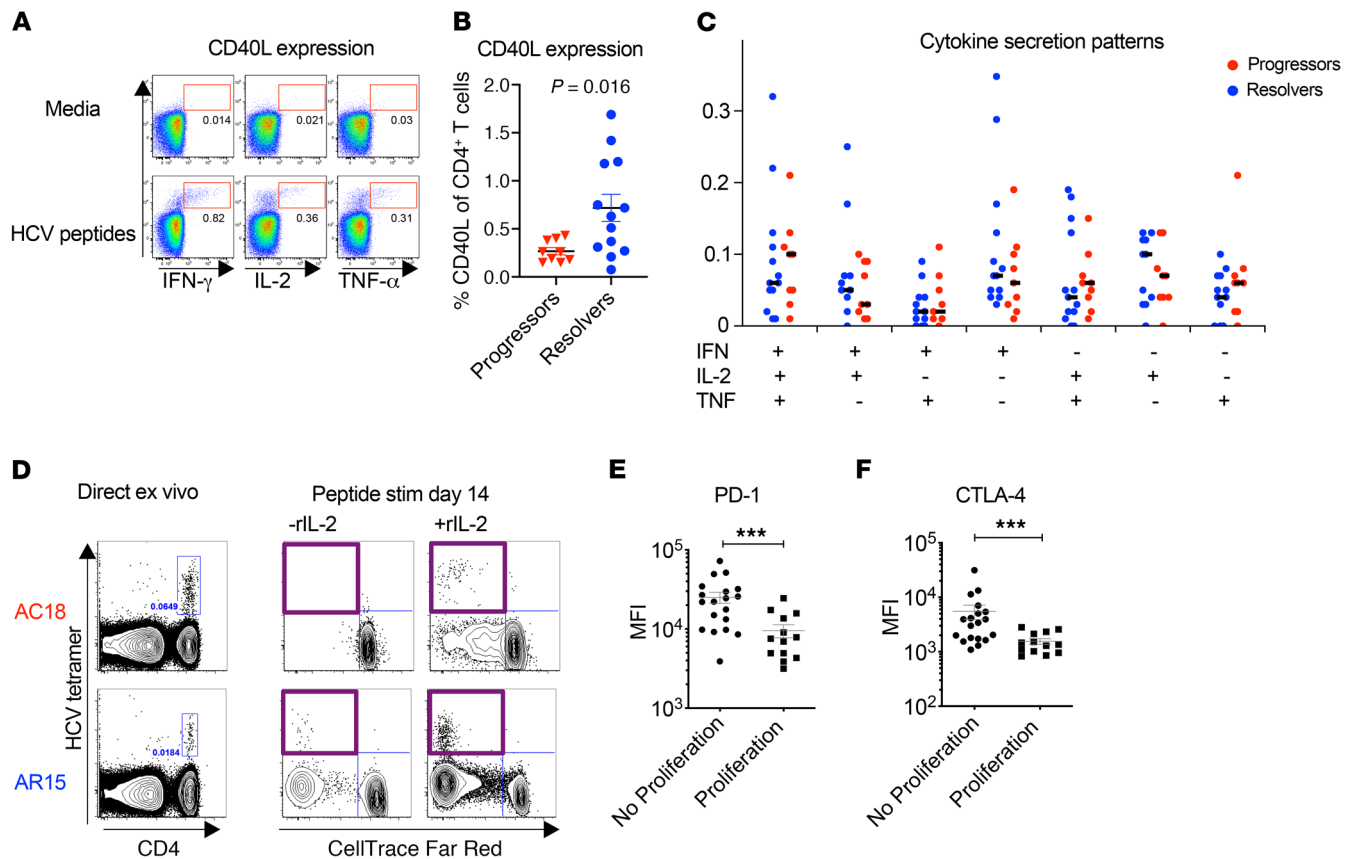 A
CD40L expression
Media
0.014
0.021
0.03
HCV peptides
0.82
0.36
0.31
IFN-γ
IL-2
TNF-α
B
CD40L expression
P = 0.016
% CD40L of CD4+ T cells
2.0
1.5
1.0
0.5
0.0
Progressors
Resolvers
C
Cytokine secretion patterns
Progressors
Resolvers
0.3
0.2
0.1
0
IFN + + + + - - -
IL-2 + + - - + + -
TNF + - + - + - +
D
Direct ex vivo
Peptide stim day 14
-rIL-2
+rIL-2
HCV tetramer
AC18
0.0649
AR15
0.0184
CD4
CellTrace Far Red
E
PD-1
***
MFI
10^5
10^4
10^3
No Proliferation
Proliferation
F
CTLA-4
***
MFI
10^5
10^4
10^3
10^2
No Proliferation
Proliferation